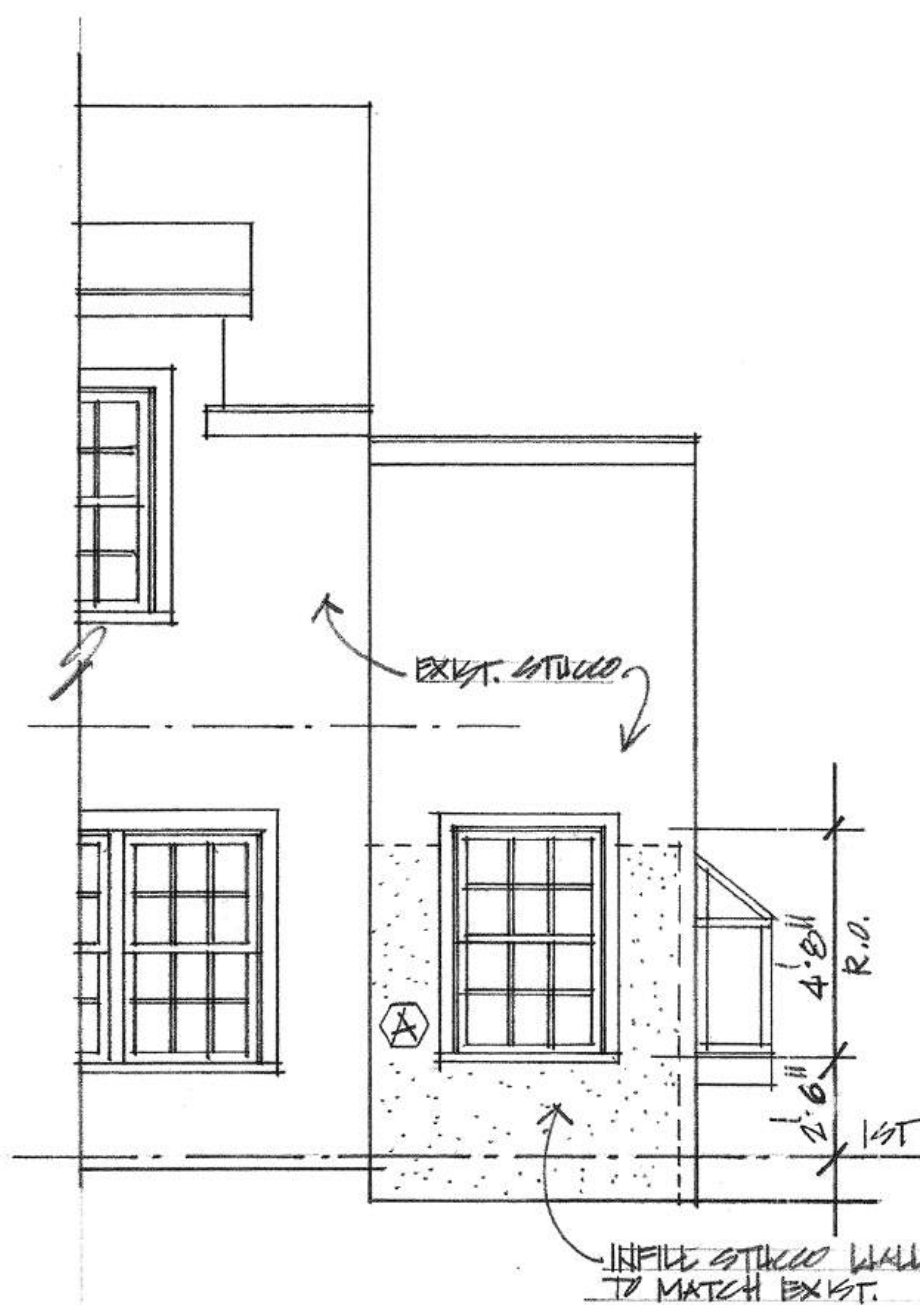 EXIST. STUCCO
A
4'-8"
R.O.
2'-6"
1ST
INFILL STUCCO WALL
TO MATCH EXIST.